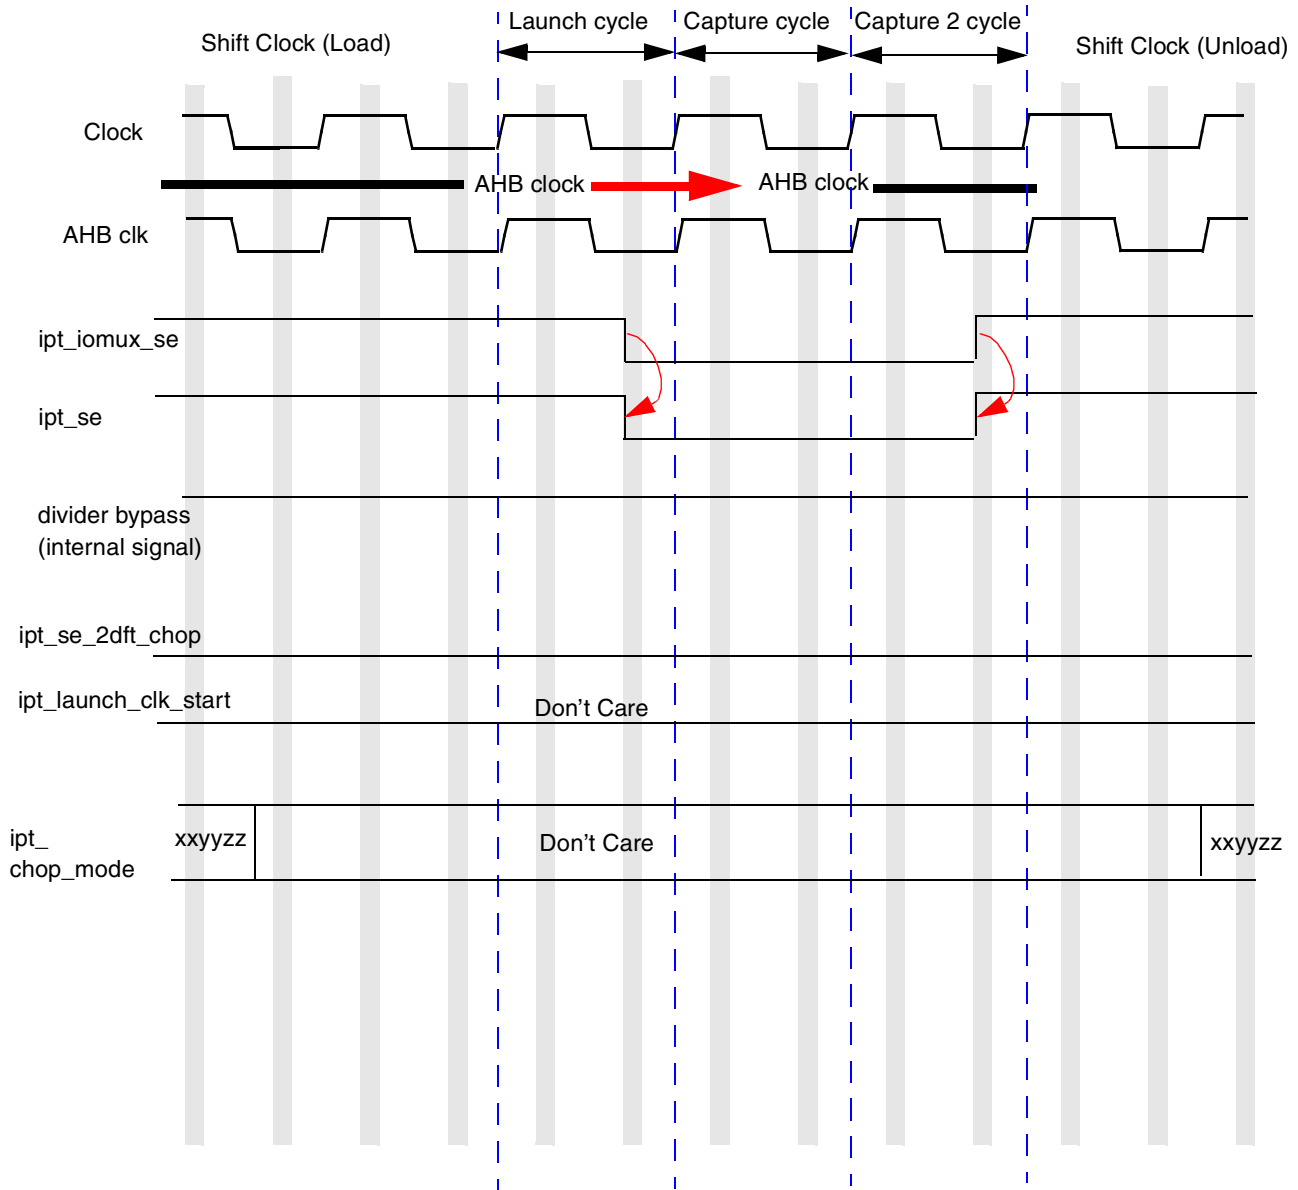 Launch cycle
Capture cycle
Capture 2 cycle
Shift Clock (Load)
Shift Clock (Unload)
Clock
AHB clock
AHB clock
AHB clk
ipt_iomux_se
ipt_se
divider bypass
(internal signal)
ipt_se_2dft_chop
ipt_launch_clk_start
Don’t Care
ipt_
chop_mode
xxyyzz
Don’t Care
xxyyzz